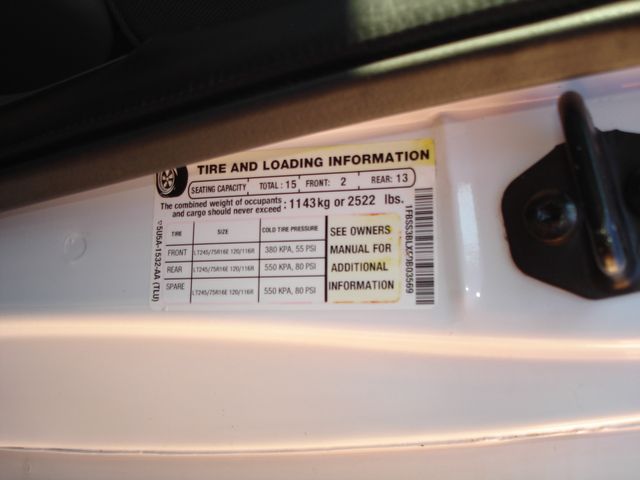 TIRE AND LOADING INFORMATION
SEATING CAPACITY TOTAL : 15 FRONT: 2 REAR: 13
The combined weight of occupants and cargo should never exceed : 1143 kg or 2522 lbs.
TIRE SIZE COLD TIRE PRESSURE
FRONT LT245/75R16E 120/116R 380 KPA, 55 PSI
REAR LT245/75R16E 120/116R 550 KPA, 80 PSI
SPARE LT245/75R16E 120/116R 550 KPA, 80 PSI
SEE OWNERS
MANUAL FOR
ADDITIONAL
INFORMATION